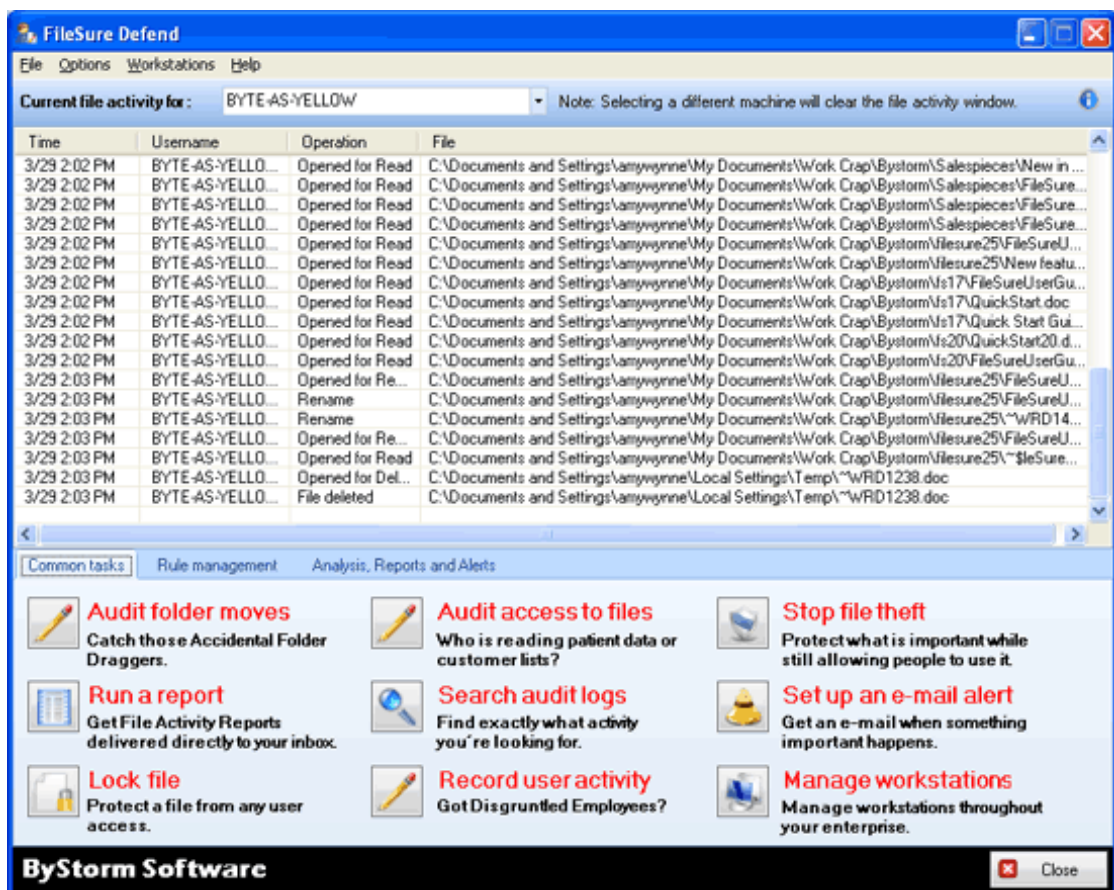 FileSure Defend
File Options Workstations Help
Current file activity for: BYTE-AS-YELLOW Note: Selecting a different machine will clear the file activity window.
Time Username Operation File
3/29 2:02 PM BYTE-AS-YELLO... Opened for Read C:\Documents and Settings\amywynne\My Documents\Work Crap\Bystorm\Salespieces\New in ...
3/29 2:02 PM BYTE-AS-YELLO... Opened for Read C:\Documents and Settings\amywynne\My Documents\Work Crap\Bystorm\Salespieces\FileSure...
3/29 2:02 PM BYTE-AS-YELLO... Opened for Read C:\Documents and Settings\amywynne\My Documents\Work Crap\Bystorm\Salespieces\FileSure...
3/29 2:02 PM BYTE-AS-YELLO... Opened for Read C:\Documents and Settings\amywynne\My Documents\Work Crap\Bystorm\Salespieces\FileSure...
3/29 2:02 PM BYTE-AS-YELLO... Opened for Read C:\Documents and Settings\amywynne\My Documents\Work Crap\Bystorm\filesure25\FileSureU...
3/29 2:02 PM BYTE-AS-YELLO... Opened for Read C:\Documents and Settings\amywynne\My Documents\Work Crap\Bystorm\filesure25\New featu...
3/29 2:02 PM BYTE-AS-YELLO... Opened for Read C:\Documents and Settings\amywynne\My Documents\Work Crap\Bystorm\fs17\FileSureUserGu...
3/29 2:02 PM BYTE-AS-YELLO... Opened for Read C:\Documents and Settings\amywynne\My Documents\Work Crap\Bystorm\fs17\QuickStart.doc
3/29 2:02 PM BYTE-AS-YELLO... Opened for Read C:\Documents and Settings\amywynne\My Documents\Work Crap\Bystorm\fs17\Quick Start Gui...
3/29 2:02 PM BYTE-AS-YELLO... Opened for Read C:\Documents and Settings\amywynne\My Documents\Work Crap\Bystorm\fs20\QuickStart20.d...
3/29 2:02 PM BYTE-AS-YELLO... Opened for Read C:\Documents and Settings\amywynne\My Documents\Work Crap\Bystorm\fs20\FileSureUserGu...
3/29 2:03 PM BYTE-AS-YELLO... Opened for Re... C:\Documents and Settings\amywynne\My Documents\Work Crap\Bystorm\filesure25\FileSureU...
3/29 2:03 PM BYTE-AS-YELLO... Rename C:\Documents and Settings\amywynne\My Documents\Work Crap\Bystorm\filesure25\FileSureU...
3/29 2:03 PM BYTE-AS-YELLO... Rename C:\Documents and Settings\amywynne\My Documents\Work Crap\Bystorm\filesure25\~WRD14...
3/29 2:03 PM BYTE-AS-YELLO... Opened for Re... C:\Documents and Settings\amywynne\My Documents\Work Crap\Bystorm\filesure25\FileSureU...
3/29 2:03 PM BYTE-AS-YELLO... Opened for Read C:\Documents and Settings\amywynne\My Documents\Work Crap\Bystorm\filesure25\~$leSure...
3/29 2:03 PM BYTE-AS-YELLO... Opened for Del... C:\Documents and Settings\amywynne\Local Settings\Temp\~WRD1238.doc
3/29 2:03 PM BYTE-AS-YELLO... File deleted C:\Documents and Settings\amywynne\Local Settings\Temp\~WRD1238.doc
Common tasks Rule management Analysis, Reports and Alerts
Audit folder moves
Catch those Accidental Folder
Draggers.
Audit access to files
Who is reading patient data or
customer lists?
Stop file theft
Protect what is important while
still allowing people to use it.
Run a report
Get File Activity Reports
delivered directly to your inbox.
Search audit logs
Find exactly what activity
you're looking for.
Set up an e-mail alert
Get an e-mail when something
important happens.
Lock file
Protect a file from any user
access.
Record user activity
Got Disgruntled Employees?
Manage workstations
Manage workstations throughout
your enterprise.
ByStorm Software
Close